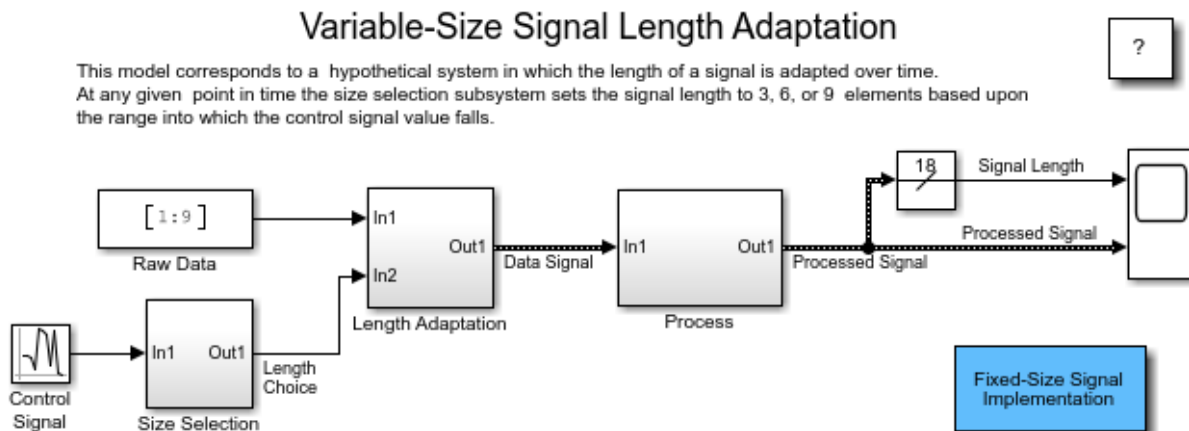 Variable-Size Signal Length Adaptation
?
This model corresponds to a hypothetical system in which the length of a signal is adapted over time.
At any given point in time the size selection subsystem sets the signal length to 3, 6, or 9 elements based upon
the range into which the control signal value falls.
18
Signal Length
[1:9]
Raw Data
In1
In2
Out1
Length Adaptation
Data Signal
In1
Out1
Process
Processed Signal
Processed Signal
Control
Signal
In1
Out1
Size Selection
Length
Choice
Fixed-Size Signal
Implementation